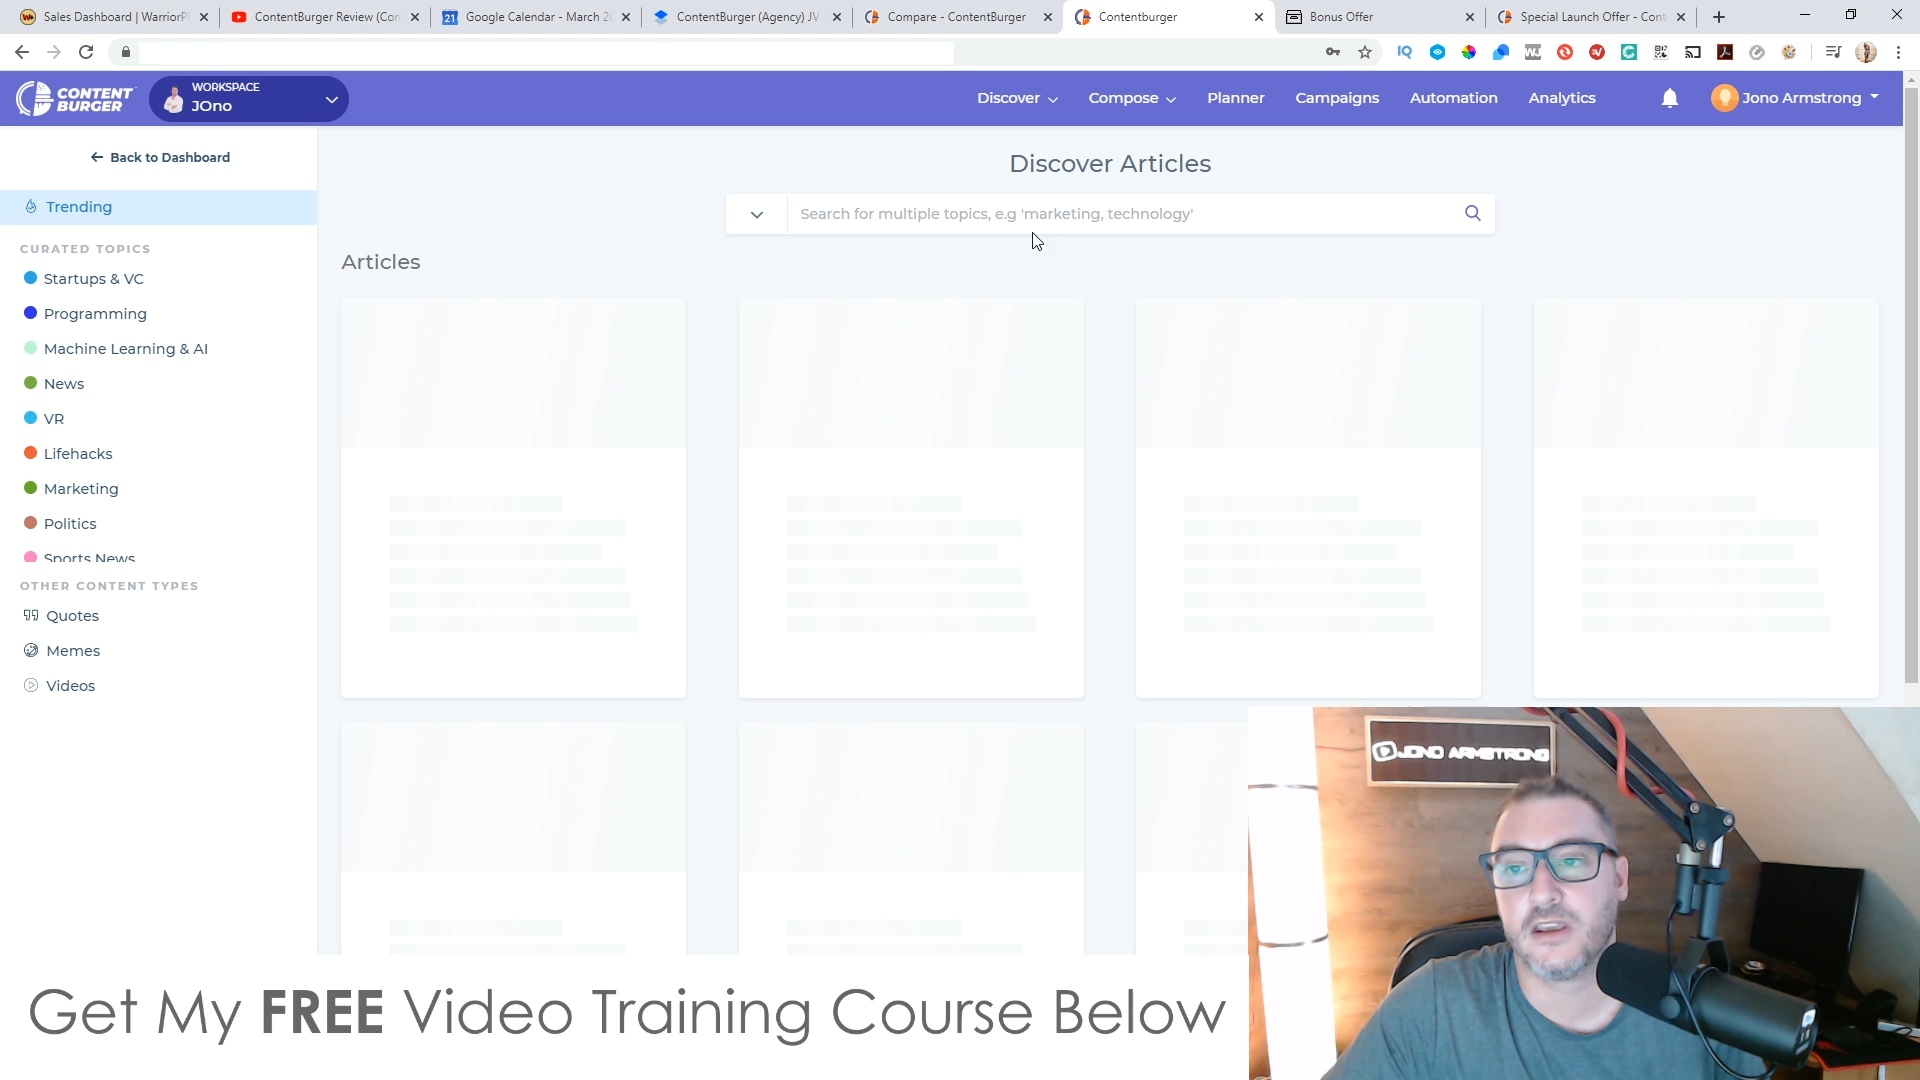 Sales Dashboard | WarriorP
ContentBurger Review (Con
Google Calendar - March 2
ContentBurger (Agency) JV
Compare - ContentBurger
Contentburger
Bonus Offer
Special Launch Offer - Cont
CONTENT BURGER
WORKSPACE
JOno
Discover
Compose
Planner
Campaigns
Automation
Analytics
Jono Armstrong
Back to Dashboard
Trending
CURATED TOPICS
Startups & VC
Programming
Machine Learning & AI
News
VR
Lifehacks
Marketing
Politics
Sports News
OTHER CONTENT TYPES
Quotes
Memes
Videos
Discover Articles
Search for multiple topics, e.g 'marketing, technology'
Articles
JONO ARMSTRONG
Get My FREE Video Training Course Below